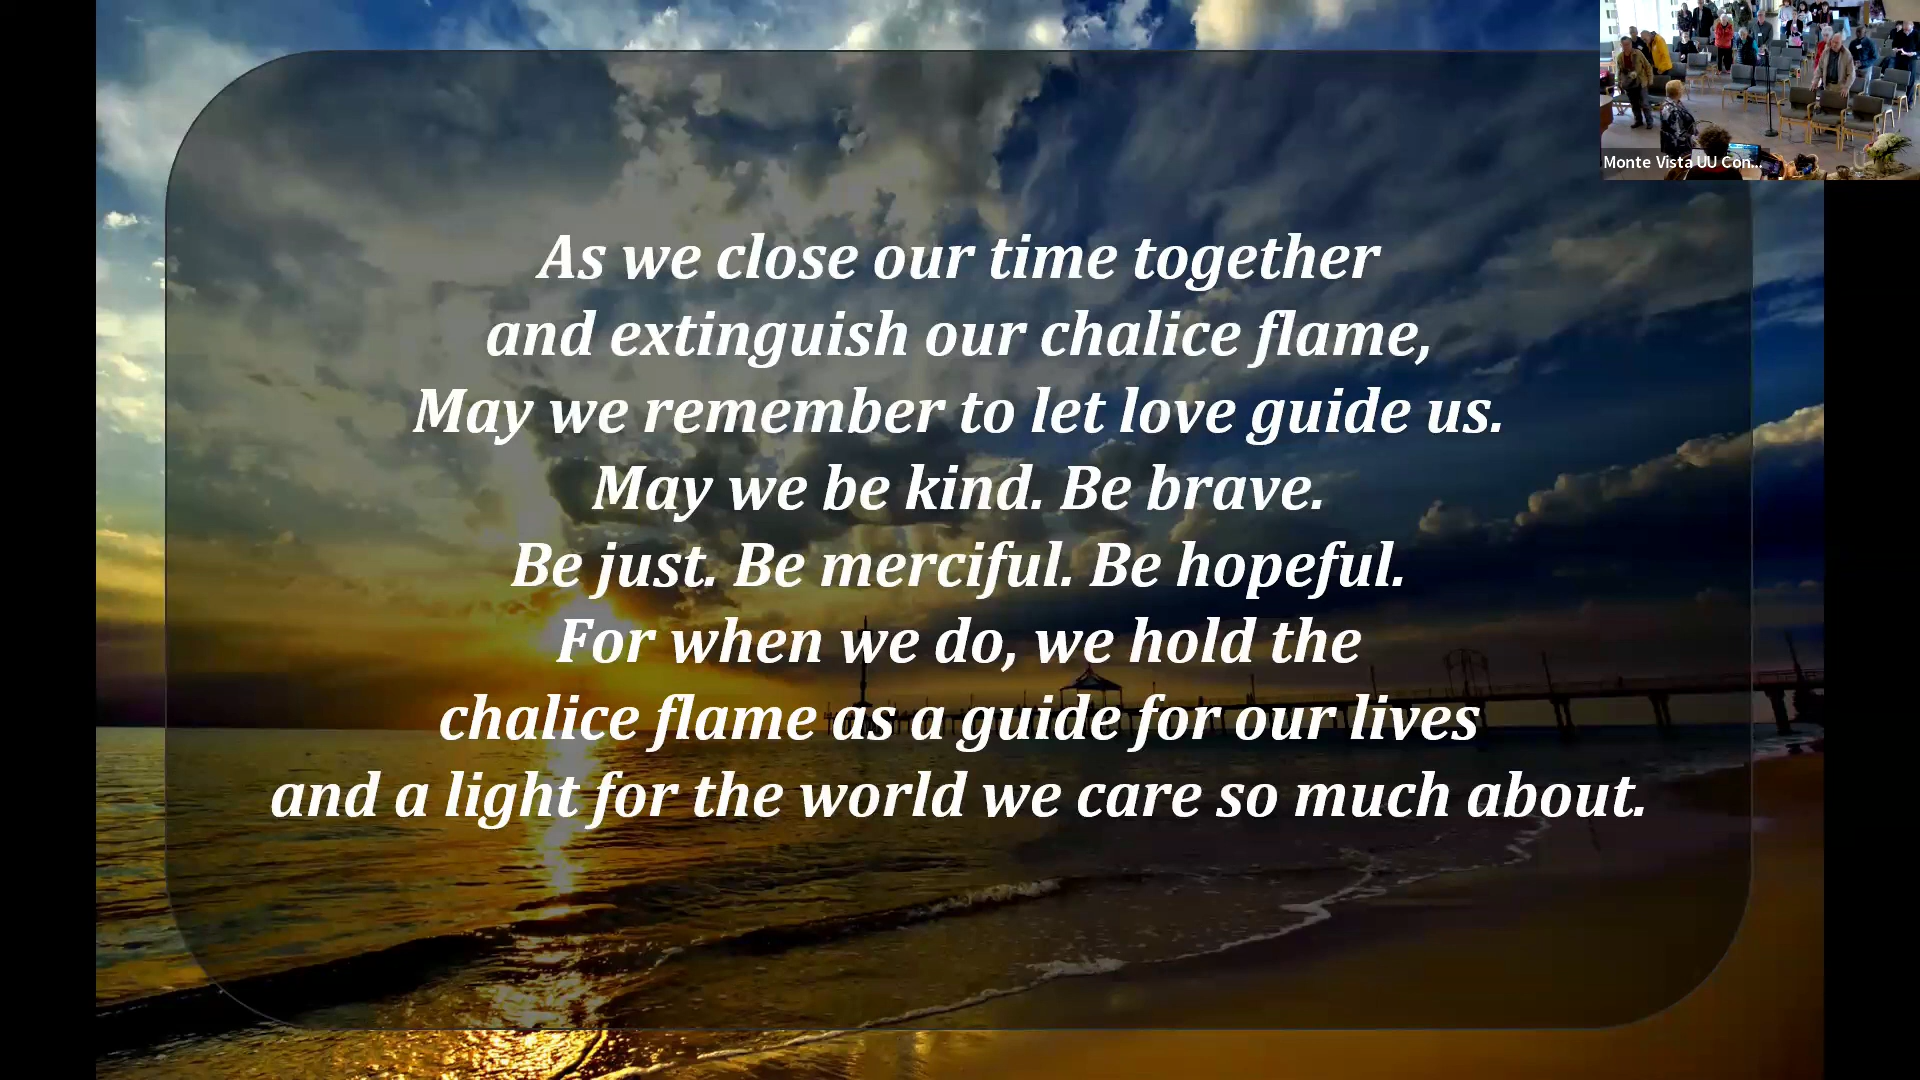 As we close our time together
and extinguish our chalice flame,
May we remember to let love guide us.
May we be kind. Be brave.
Be just. Be merciful. Be hopeful.
For when we do, we hold the
chalice flame as a guide for our lives
and a light for the world we care so much about.
Monte Vista UU Con...